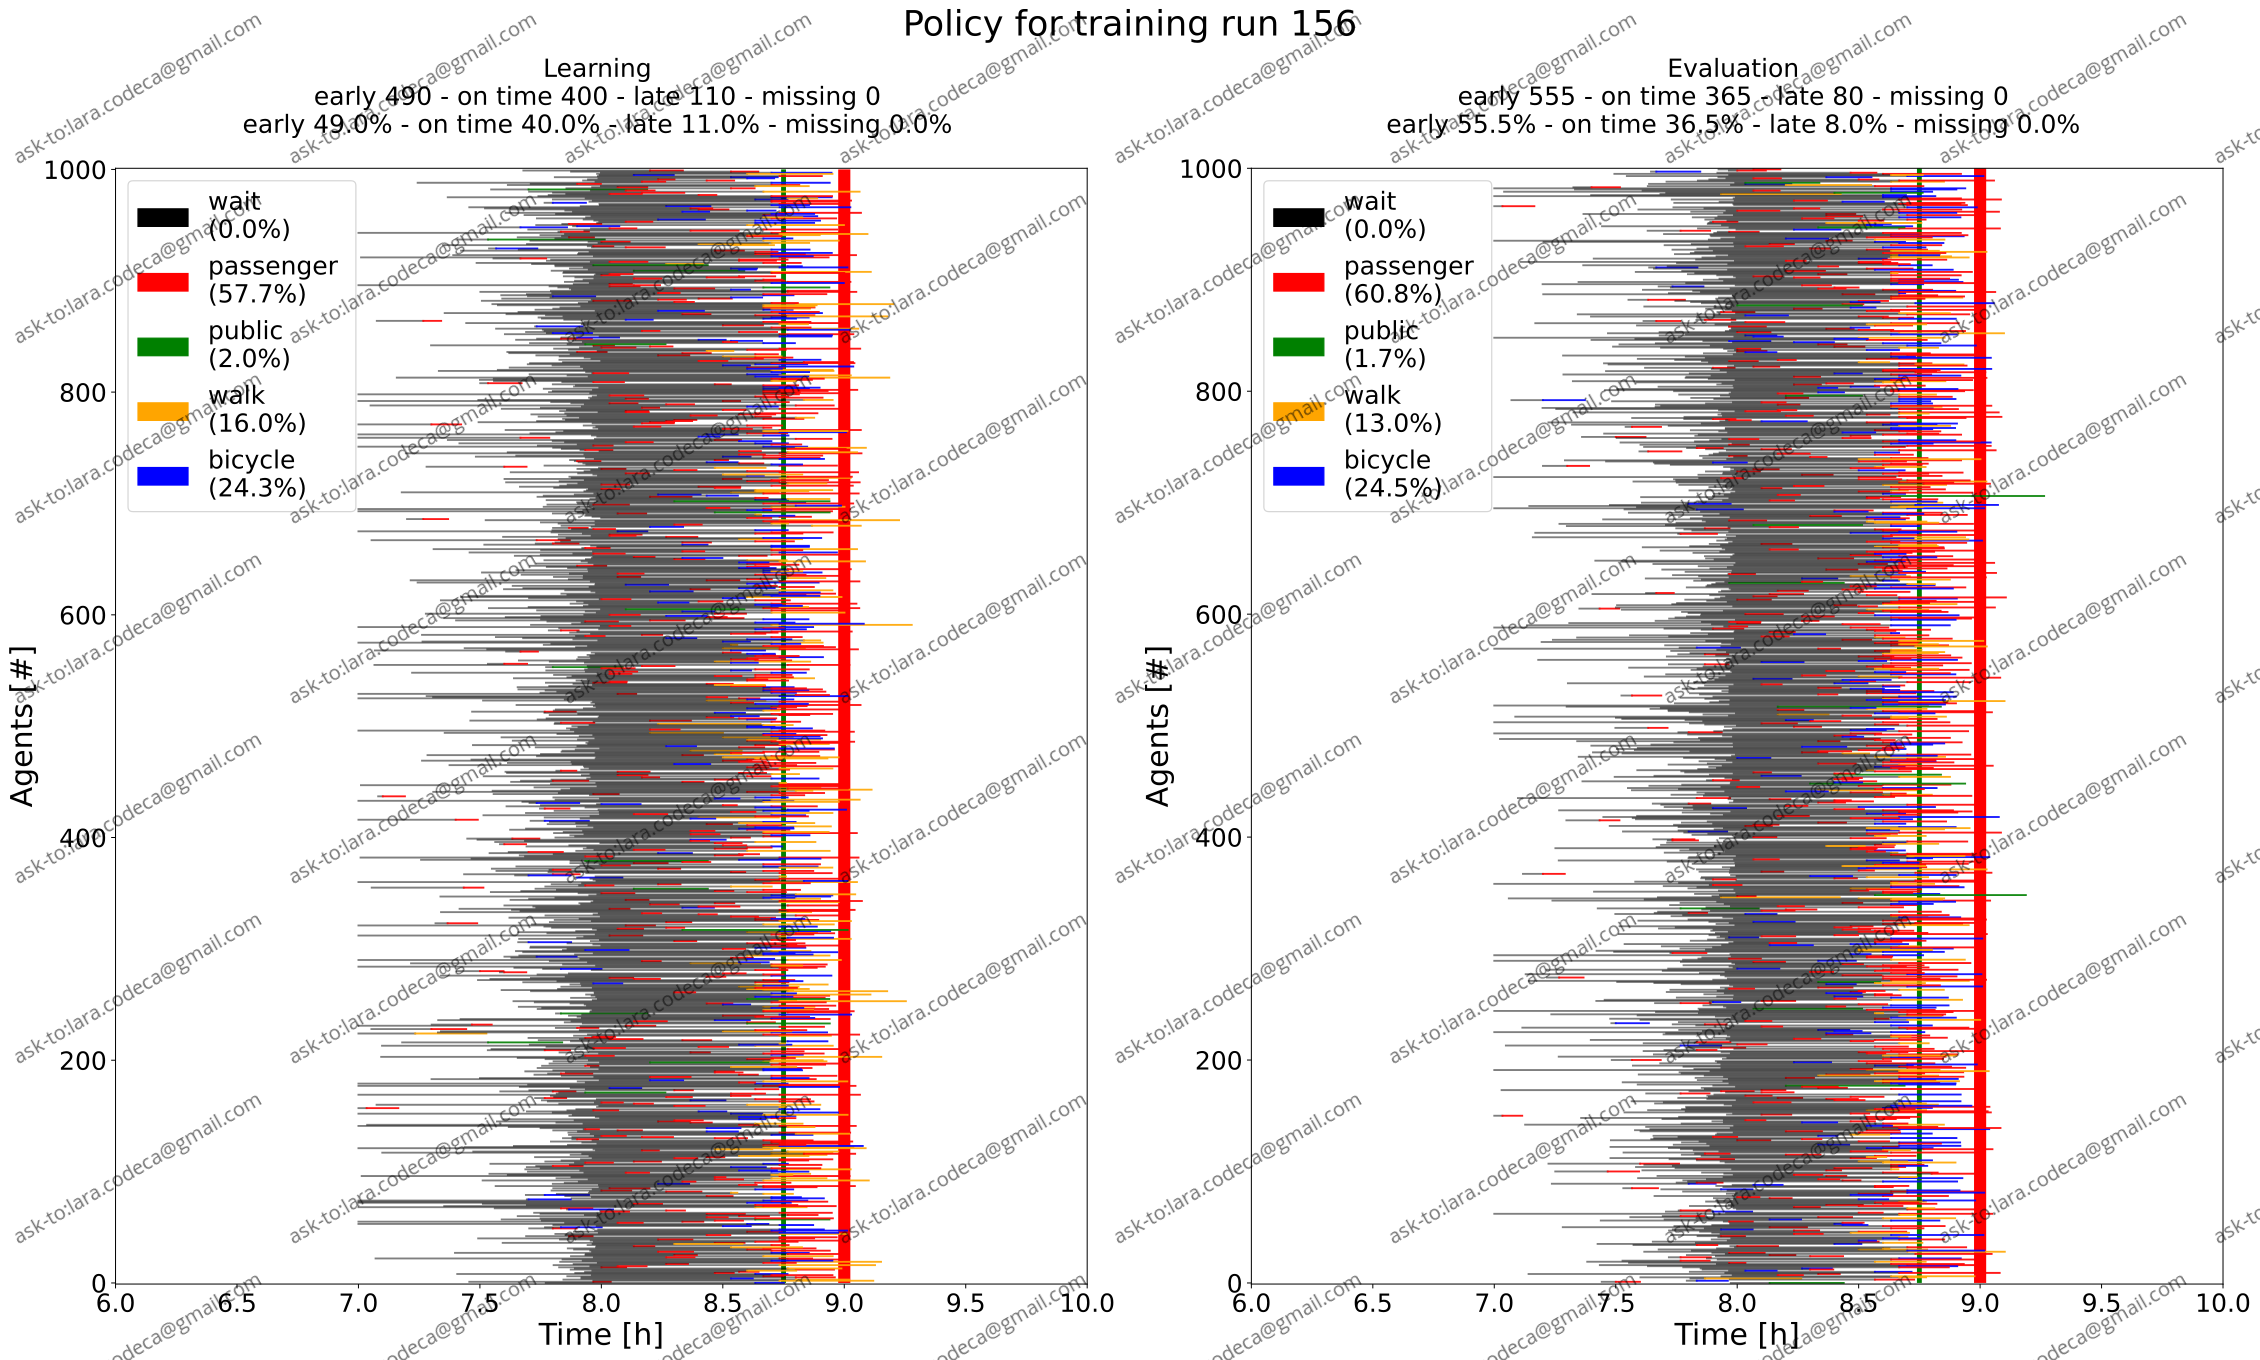 Policy for training run 156
Learning
early 490 - on time 400 - late 110 - missing 0
early 49.0% - on time 40.0% - late 11.0% - missing 0.0%
1000
800
600
400
200
0
Agents [#]
wait
(0.0%)
passenger
(57.7%)
public
(2.0%)
walk
(16.0%)
bicycle
(24.3%)
6.0 6.5 7.0 7.5 8.0 8.5 9.0 9.5 10.0
Time [h]
Evaluation
early 555 - on time 365 - late 80 - missing 0
early 55.5% - on time 36.5% - late 8.0% - missing 0.0%
1000
800
600
400
200
0
Agents [#]
wait
(0.0%)
passenger
(60.8%)
public
(1.7%)
walk
(13.0%)
bicycle
(24.5%)
6.0 6.5 7.0 7.5 8.0 8.5 9.0 9.5 10.0
Time [h]
ask-to:lara.codeca@gmail.com